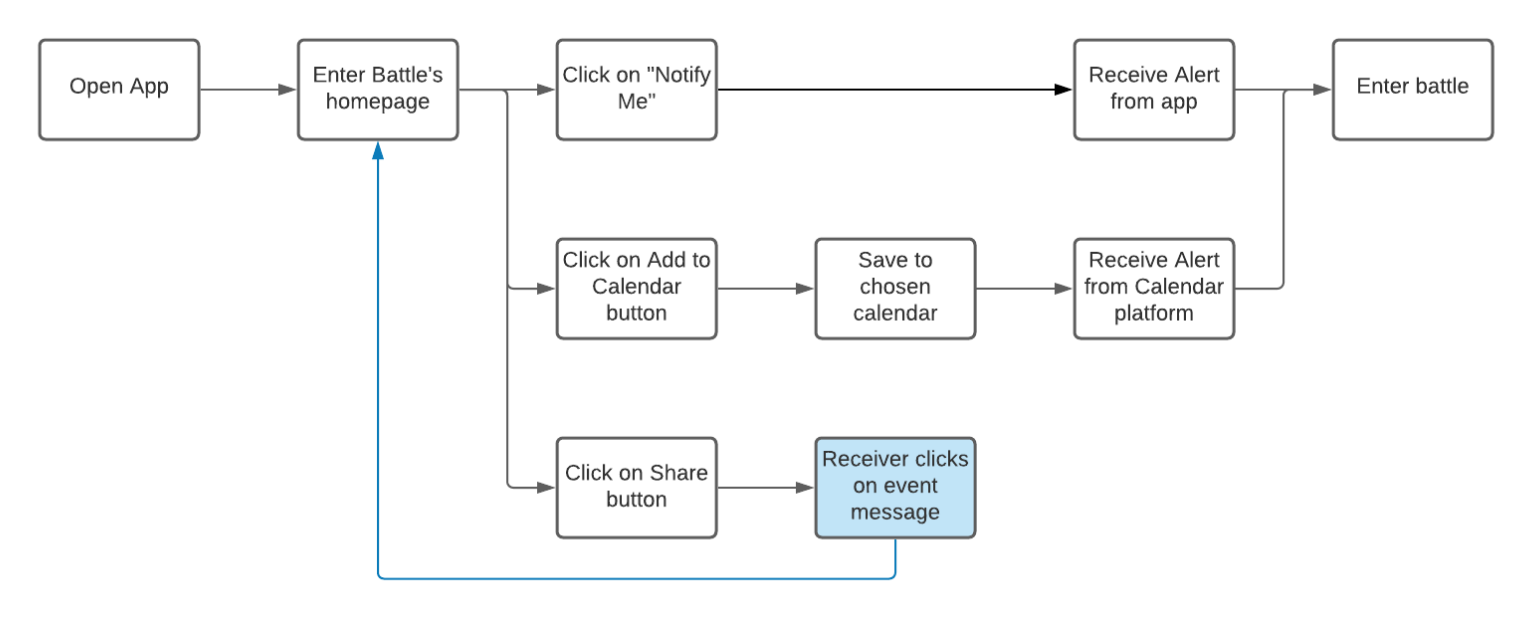 Open App
Enter Battle's
homepage
Click on "Notify
Me"
Receive Alert
from app
Enter battle
Click on Add to
Calendar
button
Save to
chosen
calendar
Receive Alert
from Calendar
platform
Click on Share
button
Receiver clicks
on event
message